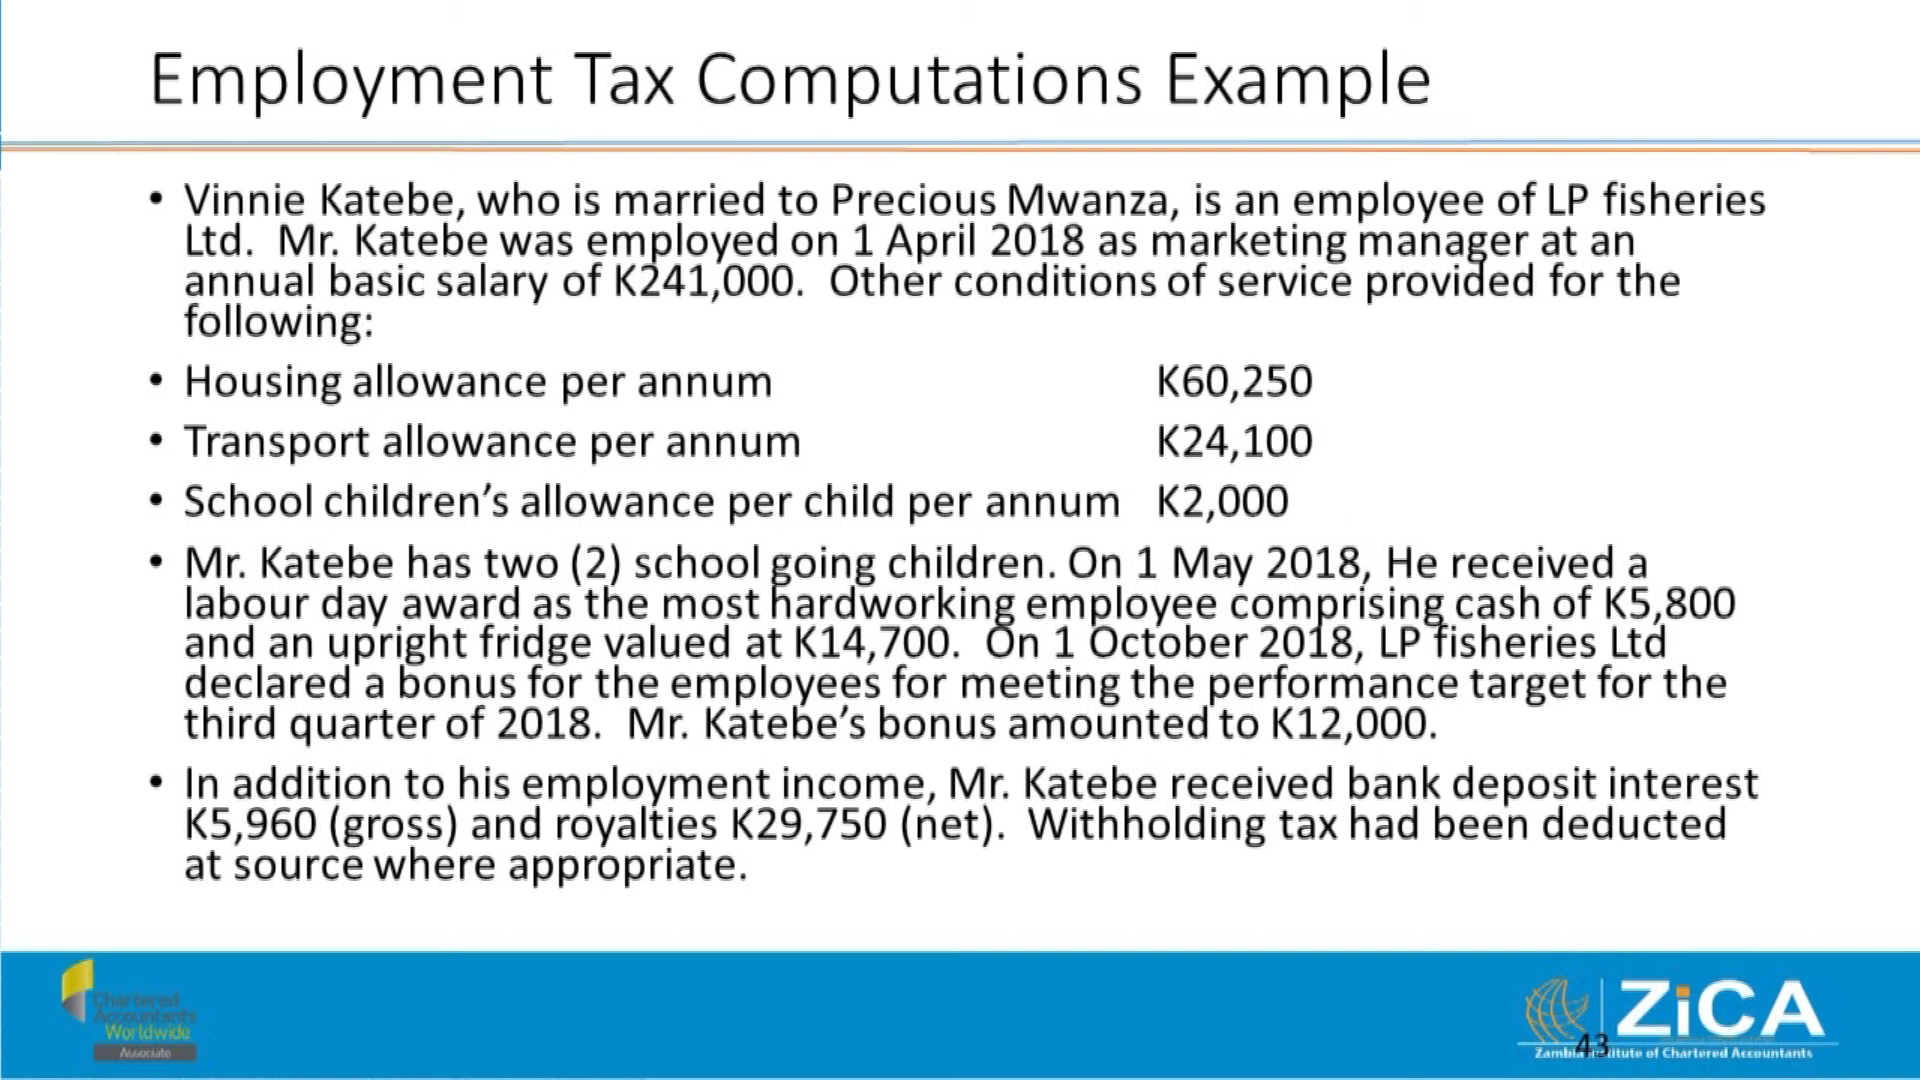 Employment Tax Computations Example
• Vinnie Katebe, who is married to Precious Mwanza, is an employee of LP fisheries
Ltd.  Mr. Katebe was employed on 1 April 2018 as marketing manager at an
annual basic salary of K241,000.  Other conditions of service provided for the
following:
• Housing allowance per annum K60,250
• Transport allowance per annum K24,100
• School children’s allowance per child per annum K2,000
• Mr. Katebe has two (2) school going children. On 1 May 2018, He received a
labour day award as the most hardworking employee comprising cash of K5,800
and an upright fridge valued at K14,700.  On 1 October 2018, LP fisheries Ltd
declared a bonus for the employees for meeting the performance target for the
third quarter of 2018.  Mr. Katebe’s bonus amounted to K12,000.
• In addition to his employment income, Mr. Katebe received bank deposit interest
K5,960 (gross) and royalties K29,750 (net).  Withholding tax had been deducted
at source where appropriate.
Chartered
Accountants
Worldwide
Associate
ZiCA
43
Zambia Institute of Chartered Accountants